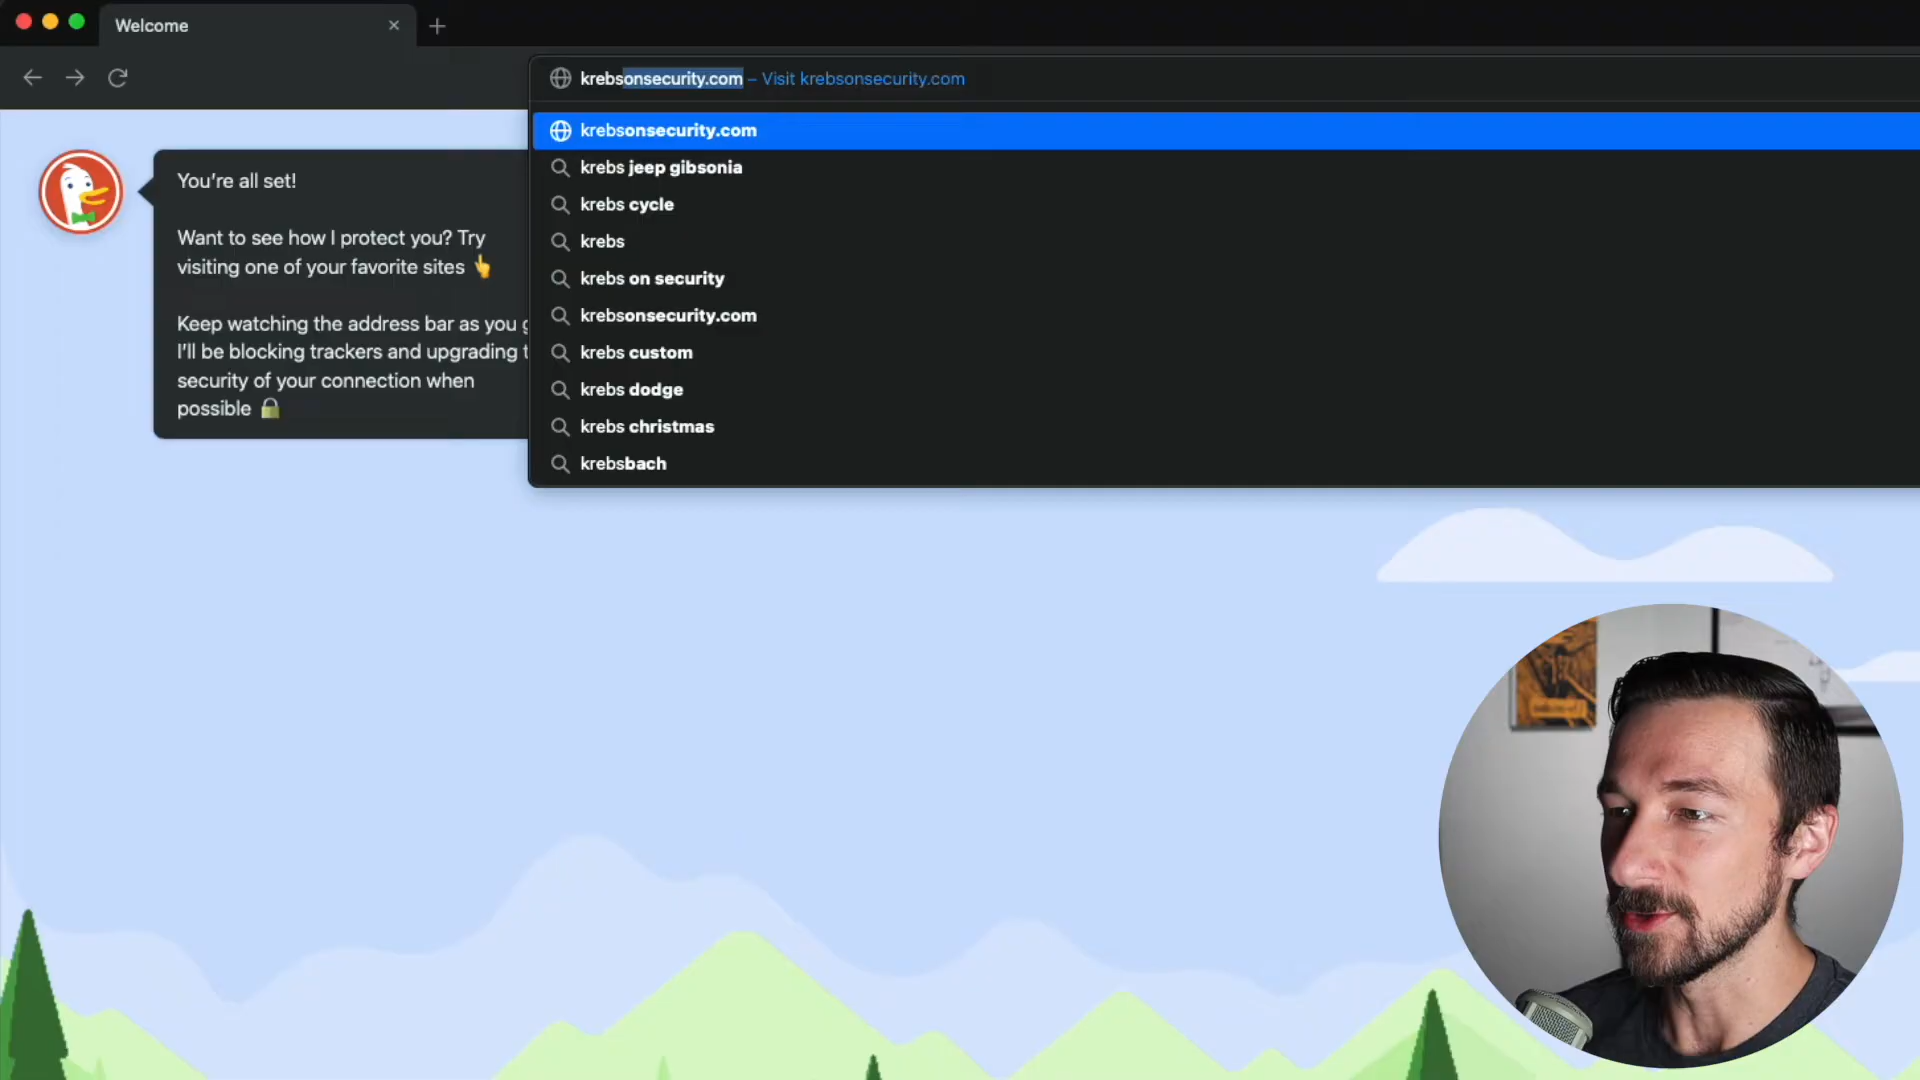 Welcome
krebsonsecurity.com – Visit krebsonsecurity.com
krebsonsecurity.com
krebs jeep gibsonia
krebs cycle
krebs
krebs on security
krebsonsecurity.com
krebs custom
krebs dodge
krebs christmas
krebsbach
You're all set!
Want to see how I protect you? Try
visiting one of your favorite sites 👆
Keep watching the address bar as you
I'll be blocking trackers and upgrading
security of your connection when
possible 🔒